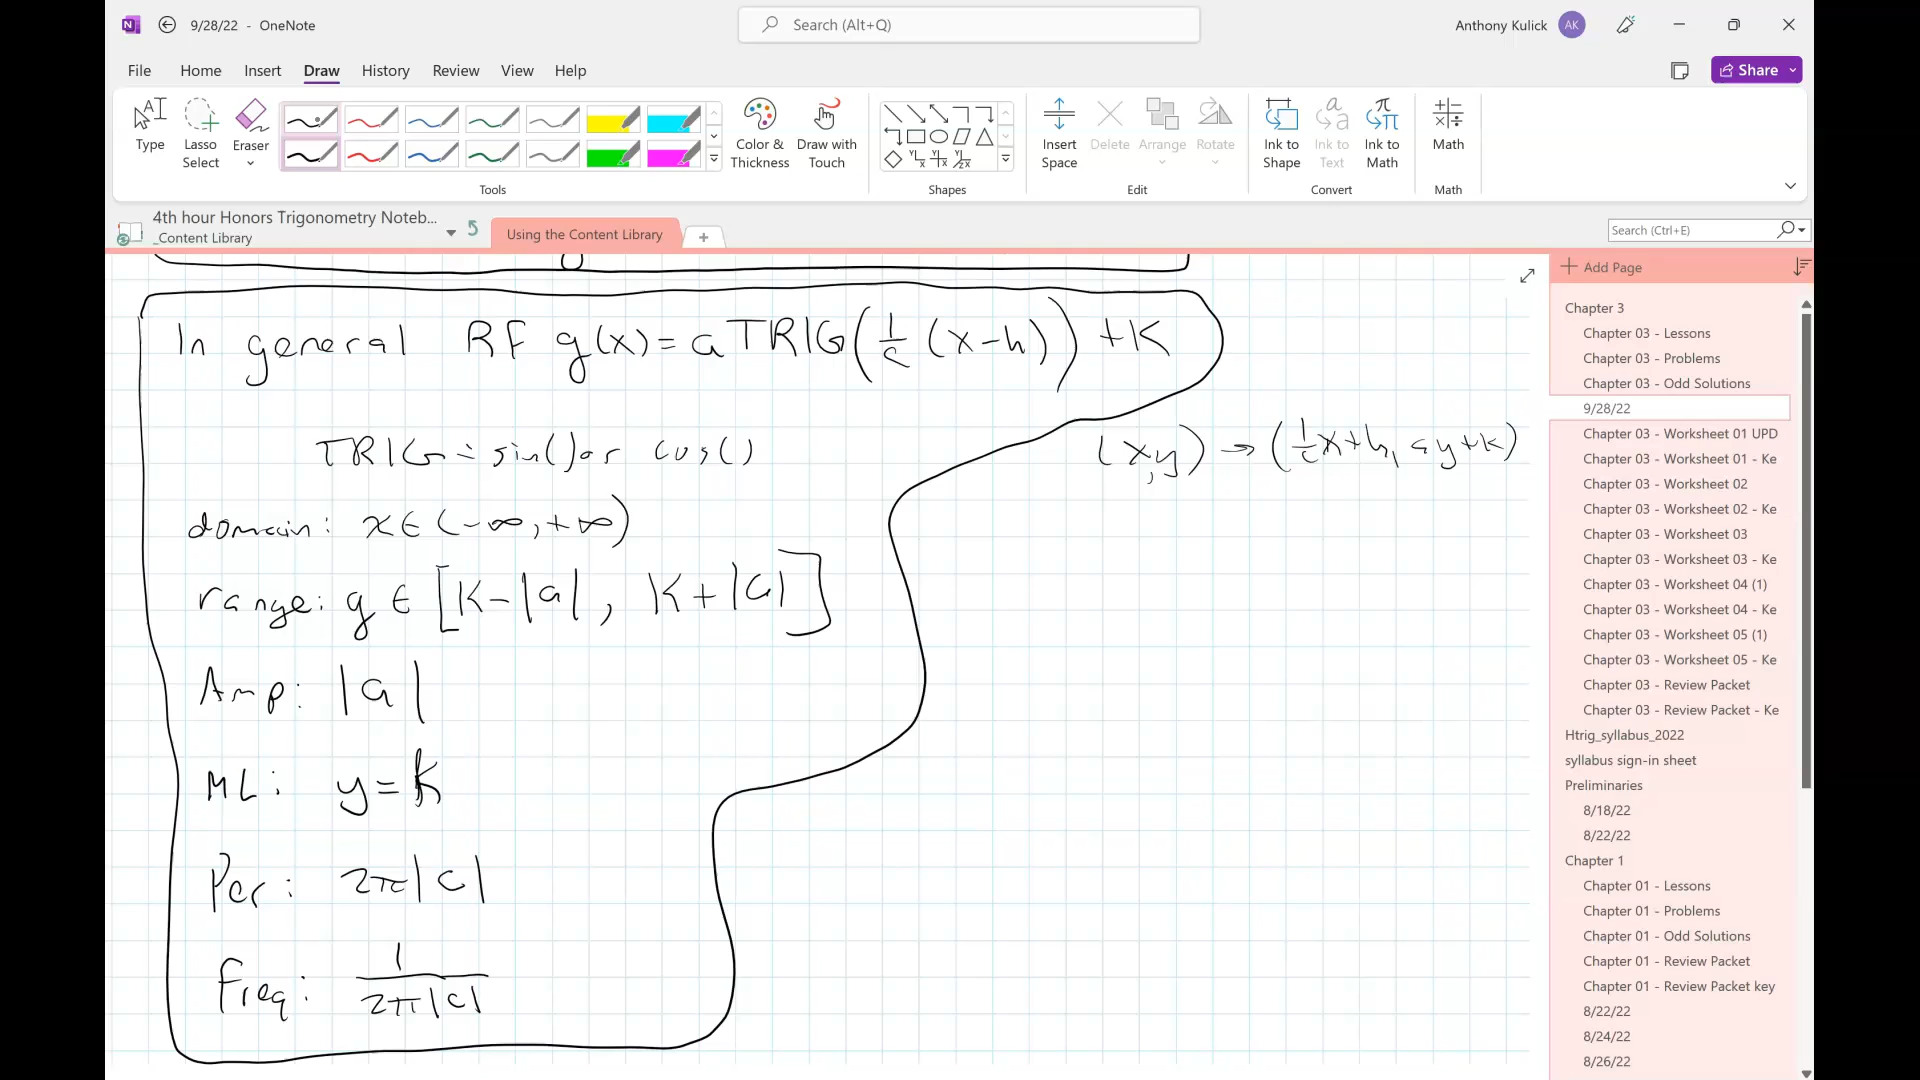 9/28/22 - OneNote
Search (Alt+Q)
Anthony Kulick AK
File Home Insert Draw History Review View Help
Share
Type
Lasso Select
Eraser
Color & Thickness
Draw with Touch
Insert Space
Delete
Arrange
Rotate
Ink to Shape
Ink to Text
Ink to Math
Math
Tools Shapes Edit Convert Math
4th hour Honors Trigonometry Noteb...
_Content Library
Using the Content Library
Search (Ctrl+E)
In general RF g(x) = a TRIG(1/c (x-h)) + K
TRIG = sin() or cos()
(x,y) → (1/c x+h, ay+k)
domain: x ∈ (-∞, +∞)
range: y ∈ [K-|a|, K+|a|]
Amp: |a|
ML: y = K
Per: 2π|c|
Freq: 1/2π|c|
Add Page
Chapter 3
Chapter 03 - Lessons
Chapter 03 - Problems
Chapter 03 - Odd Solutions
9/28/22
Chapter 03 - Worksheet 01 UPD
Chapter 03 - Worksheet 01 - Ke
Chapter 03 - Worksheet 02
Chapter 03 - Worksheet 02 - Ke
Chapter 03 - Worksheet 03
Chapter 03 - Worksheet 03 - Ke
Chapter 03 - Worksheet 04 (1)
Chapter 03 - Worksheet 04 - Ke
Chapter 03 - Worksheet 05 (1)
Chapter 03 - Worksheet 05 - Ke
Chapter 03 - Review Packet
Chapter 03 - Review Packet - Ke
Htrig_syllabus_2022
syllabus sign-in sheet
Preliminaries
8/18/22
8/22/22
Chapter 1
Chapter 01 - Lessons
Chapter 01 - Problems
Chapter 01 - Odd Solutions
Chapter 01 - Review Packet
Chapter 01 - Review Packet key
8/22/22
8/24/22
8/26/22